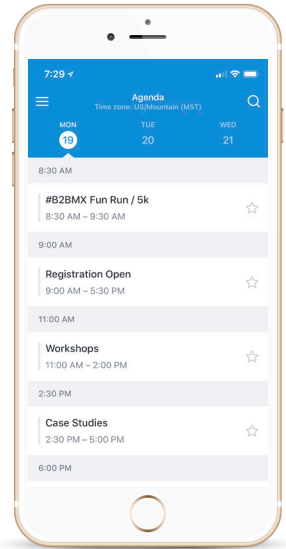 7:29
Agenda
Time zone: US/Mountain (MST)
MON TUE WED
19 20 21
8:30 AM
#B2BMX Fun Run / 5k
8:30 AM – 9:30 AM
9:00 AM
Registration Open
9:00 AM – 5:30 PM
11:00 AM
Workshops
11:00 AM – 2:00 PM
2:30 PM
Case Studies
2:30 PM – 5:00 PM
6:00 PM